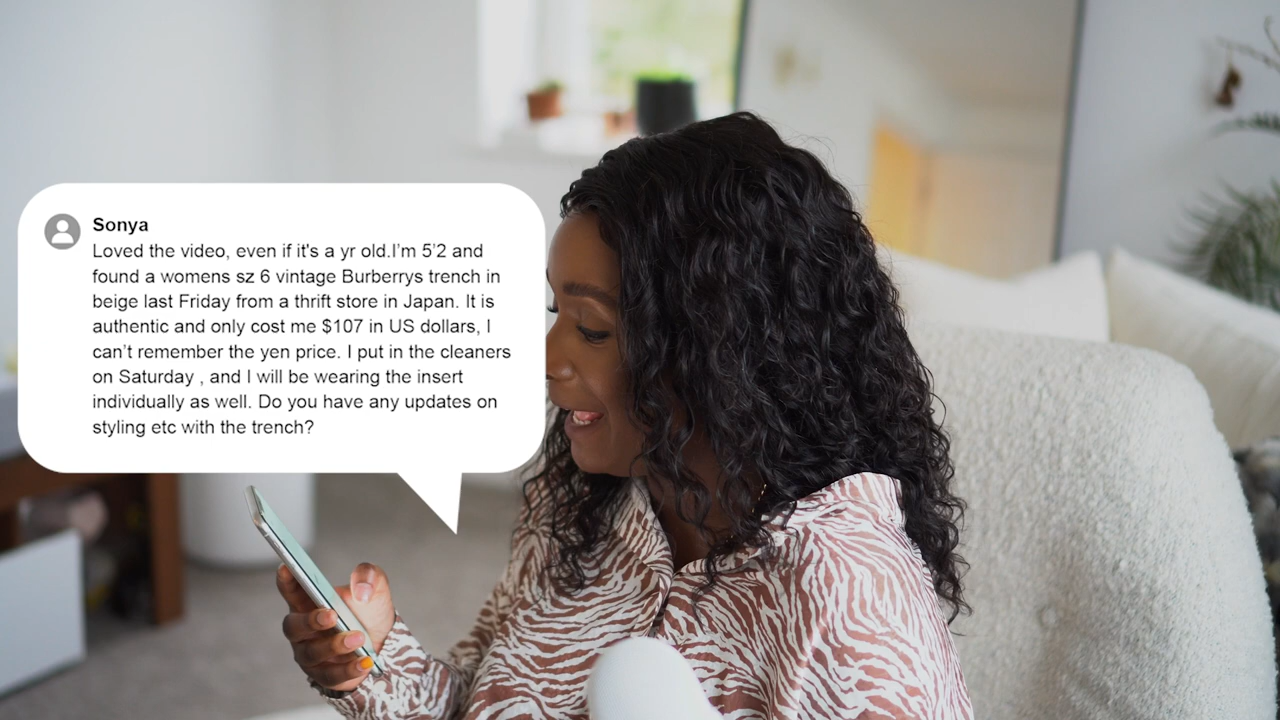 Sonya
Loved the video, even if it's a yr old.I'm 5'2 and
found a womens sz 6 vintage Burberrys trench in
beige last Friday from a thrift store in Japan. It is
authentic and only cost me $107 in US dollars, I
can't remember the yen price. I put in the cleaners
on Saturday , and I will be wearing the insert
individually as well. Do you have any updates on
styling etc with the trench?